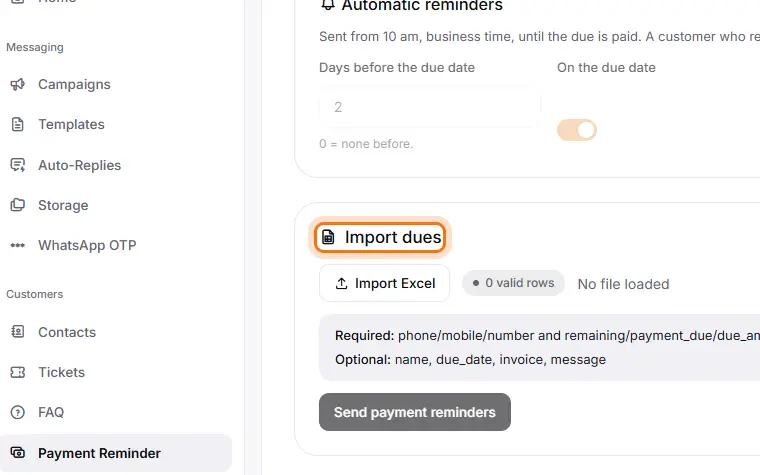 Home
Messaging
Campaigns
Templates
Auto-Replies
Storage
WhatsApp OTP
Customers
Contacts
Tickets
FAQ
Payment Reminder
Automatic reminders
Sent from 10 am, business time, until the due is paid. A customer who re
Days before the due date
On the due date
2
0 = none before.
Import dues
Import Excel
0 valid rows
No file loaded
Required: phone/mobile/number and remaining/payment_due/due_am
Optional: name, due_date, invoice, message
Send payment reminders